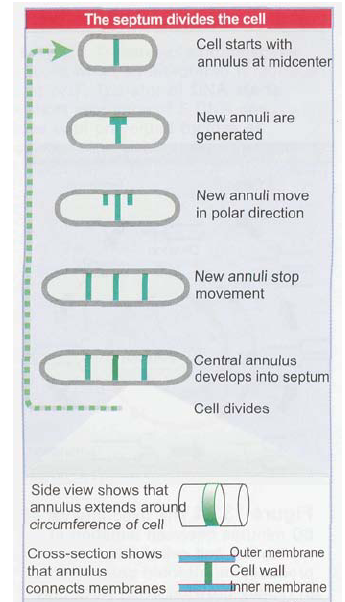 The septum divides the cell
Cell starts with
annulus at midcenter
New annuli are
generated
New annuli move
in polar direction
New annuli stop
movement
Central annulus
develops into septum
Cell divides
Side view shows that
annulus extends around
circumference of cell
Cross-section shows
that annulus
connects membranes
Outer membrane
Cell wall
Inner membrane